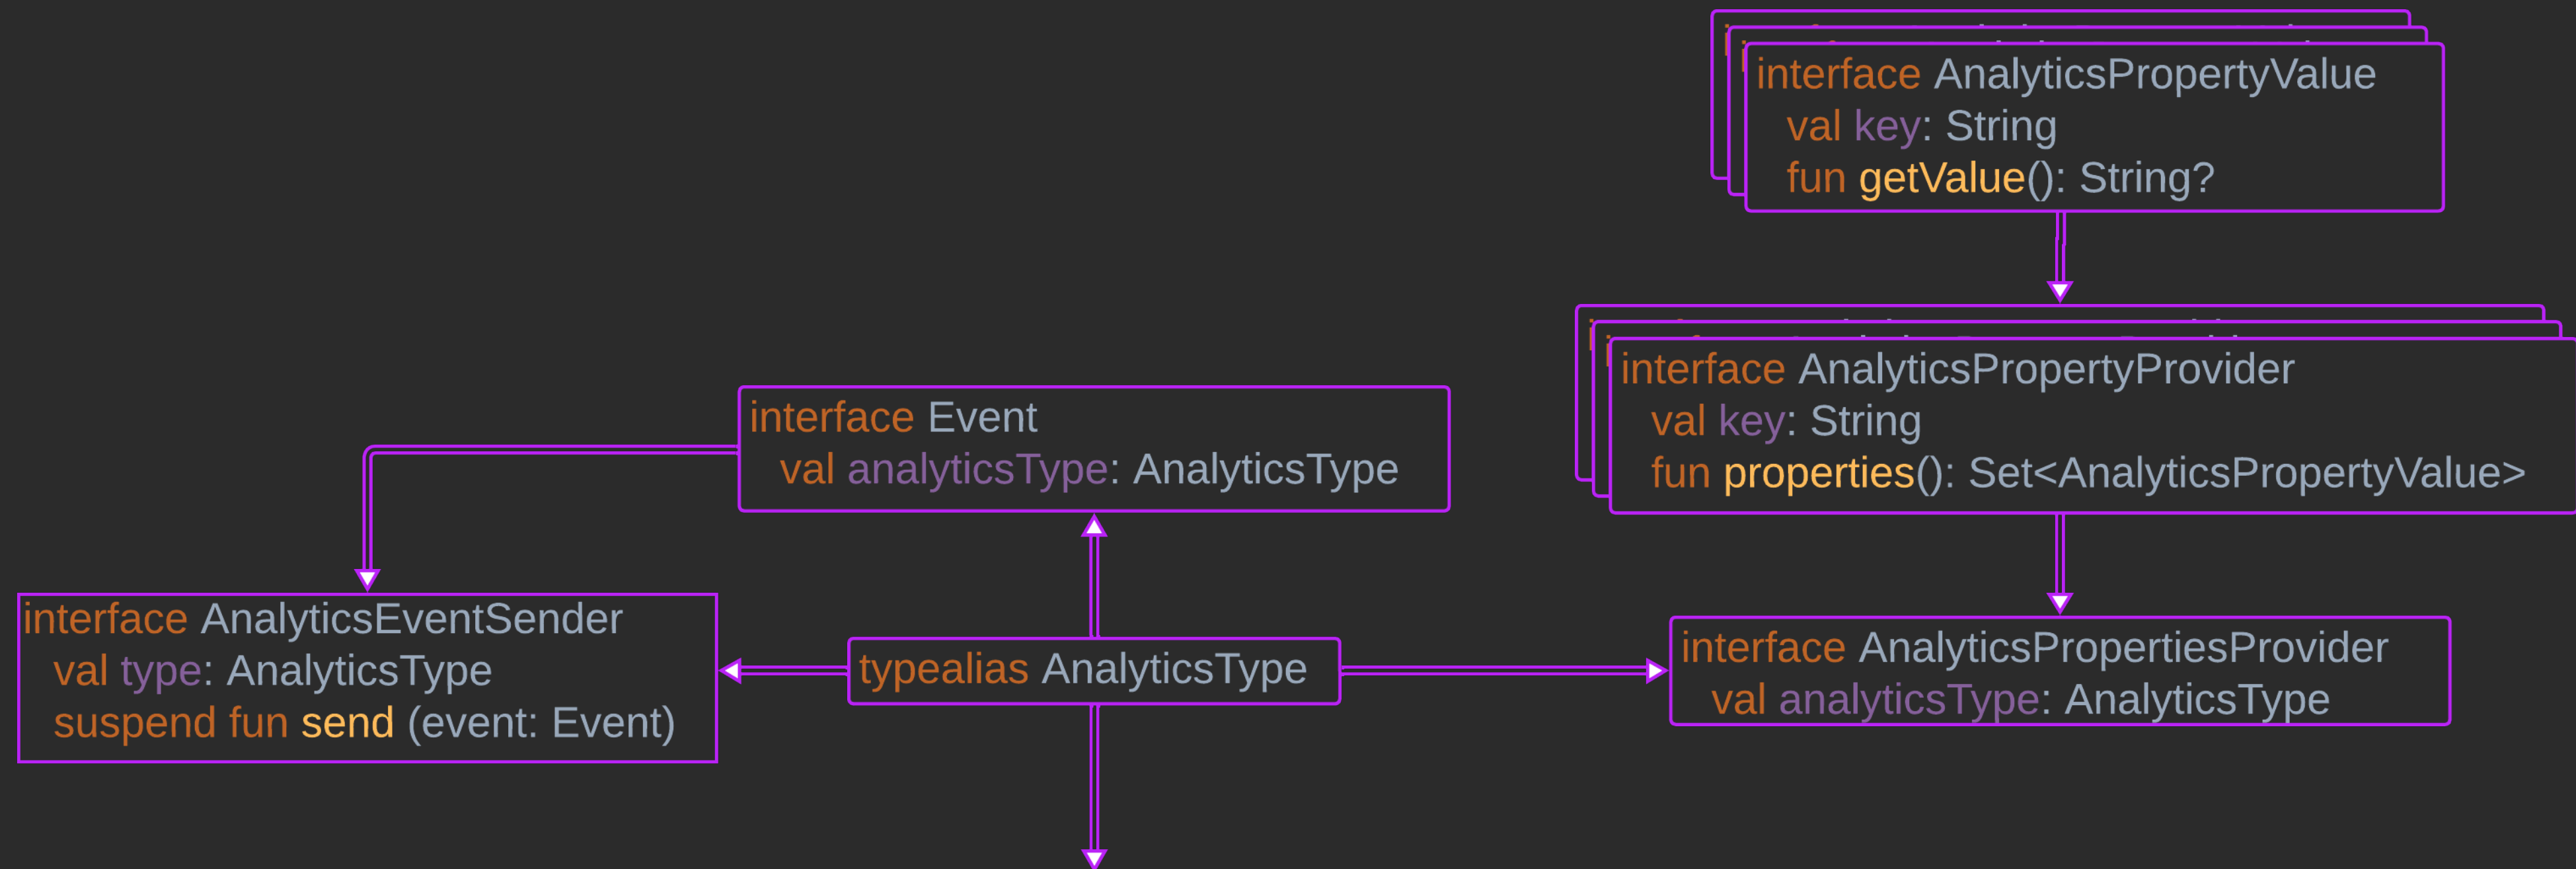 interface AnalyticsPropertyValue
val key: String
fun getValue(): String?
interface AnalyticsPropertyProvider
val key: String
fun properties(): Set<AnalyticsPropertyValue>
interface Event
val analyticsType: AnalyticsType
interface AnalyticsEventSender
val type: AnalyticsType
suspend fun send (event: Event)
typealias AnalyticsType
interface AnalyticsPropertiesProvider
val analyticsType: AnalyticsType